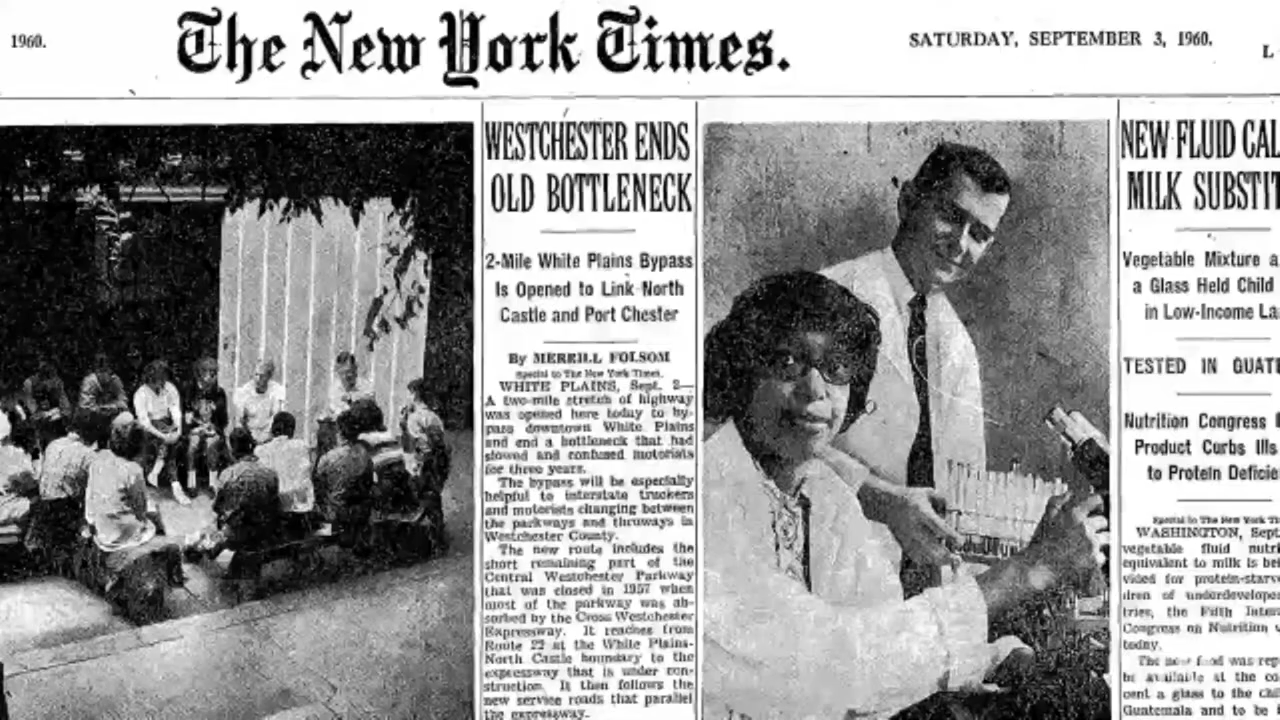 1960.
The New York Times.
SATURDAY, SEPTEMBER 3, 1960.
L
WESTCHESTER ENDS
OLD BOTTLENECK
2-Mile White Plains Bypass
Is Opened to Link North
Castle and Port Chester
By MERRILL FOLSOM
Special to The New York Times.
WHITE PLAINS, Sept. 2—
A two-mile stretch of highway
was opened here today to by-
pass downtown White Plains
and end a bottleneck that had
slowed and confused motorists
for three years.
The bypass will be especially
helpful to interstate truckers
and motorists changing between
the parkways and thruways in
Westchester County.
The new route includes the
short remaining part of the
Central Westchester Parkway
that was closed in 1957 when
most of the parkway was ab-
sorbed by the Cross Westchester
Expressway. It reaches from
Route 22 at the White Plains-
North Castle boundary to the
expressway that is under con-
struction. It then follows the
new service roads that parallel
the expressway.
NEW FLUID CAL
MILK SUBSTIT
Vegetable Mixture a
a Glass Held Child
in Low-Income La
TESTED IN GUAT
Nutrition Congress
Product Curbs Ills
to Protein Deficie
Special to The New York Ti
WASHINGTON, Sept.
vegetable fluid nutri
equivalent to milk is bei
vided for protein-starv
dren of underdevelope
tries, the Fifth Inter
Congress on Nutrition w
today.
The new food was rep
be available at the co
cent a glass to the chi
Guatemala and to be